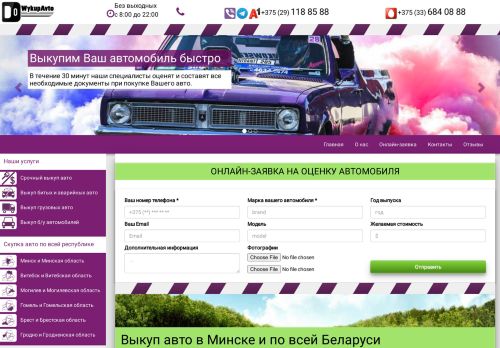 WykupAvto
Без выходных
с 8:00 до 22:00
+375 (29) 118 85 88
+375 (33) 684 08 88
Выкупим Ваш автомобиль быстро
В течение 30 минут наши специалисты оценят и составят все
необходимые документы при покупке Вашего авто.
Главная О нас Онлайн-заявка Контакты Отзывы
Наши услуги
Срочный выкуп авто
Выкуп битых и аварийных авто
Выкуп грузовых авто
Выкуп б/у автомобилей
Скупка авто по всей республике
Минск и Минская область
Витебск и Витебская область
Могилев и Могилевская область
Гомель и Гомельская область
Брест и Брестская область
Гродно и Гродненская область
ОНЛАЙН-ЗАЯВКА НА ОЦЕНКУ АВТОМОБИЛЯ
Ваш номер телефона * Марка вашего автомобиля * Год выпуска
+375 (**) *** ** ** brand год
Ваш Email Модель Желаемая стоимость
Email model 0
Дополнительная информация Фотографии
Choose File No file chosen
Choose File No file chosen
Отправить
Выкуп авто в Минске и по всей Беларуси